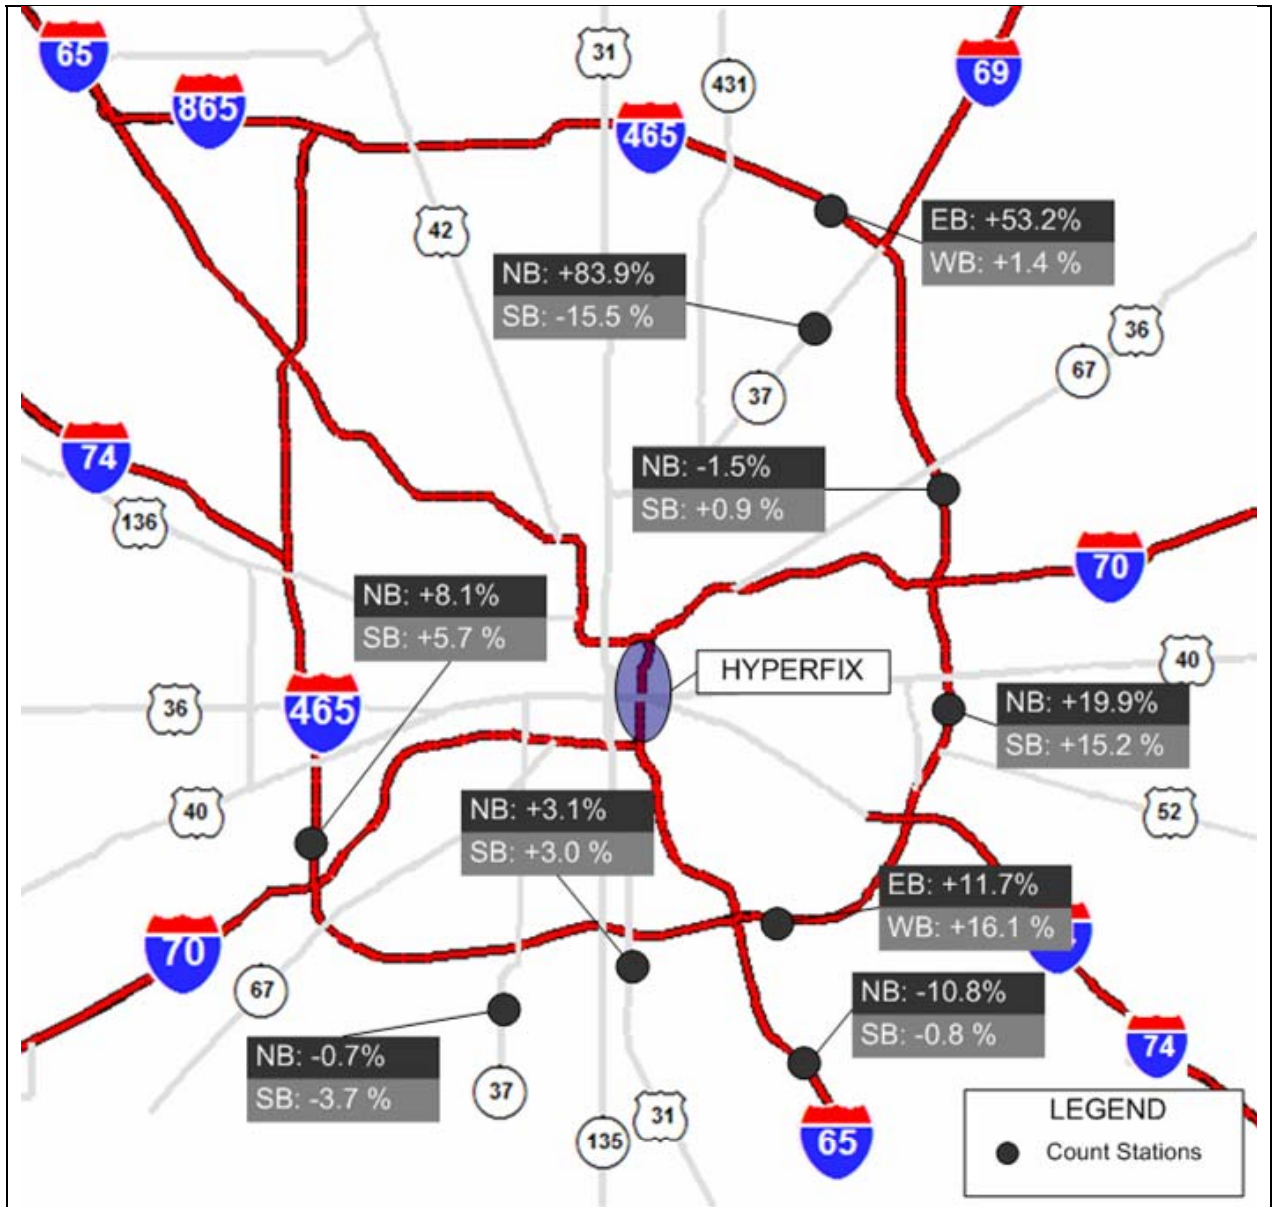 65
865
31
431
69
465
42
EB: +53.2%
WB: +1.4 %
NB: +83.9%
SB: -15.5 %
36
67
37
74
136
NB: -1.5%
SB: +0.9 %
70
NB: +8.1%
SB: +5.7 %
HYPERFIX
40
36
465
NB: +19.9%
SB: +15.2 %
40
52
NB: +3.1%
SB: +3.0 %
EB: +11.7%
WB: +16.1 %
70
67
NB: -10.8%
SB: -0.8 %
NB: -0.7%
SB: -3.7 %
74
37
31
135
65
LEGEND
Count Stations